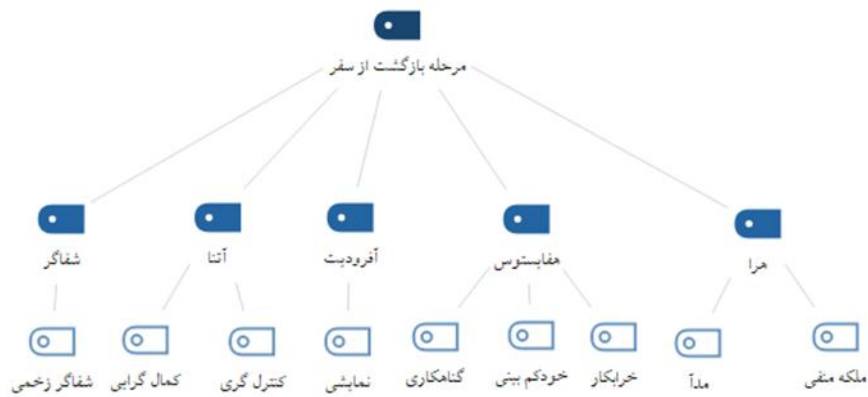 مرحله بازگشت از سفر
هرا
هفایستوس
آفرودیت
آتنا
شفاگر
ملکه منفی
مدآ
خرابکار
خودکم بینی
گناهکاری
نمایشی
کنترل گری
کمال گرایی
شفاگر زخمی